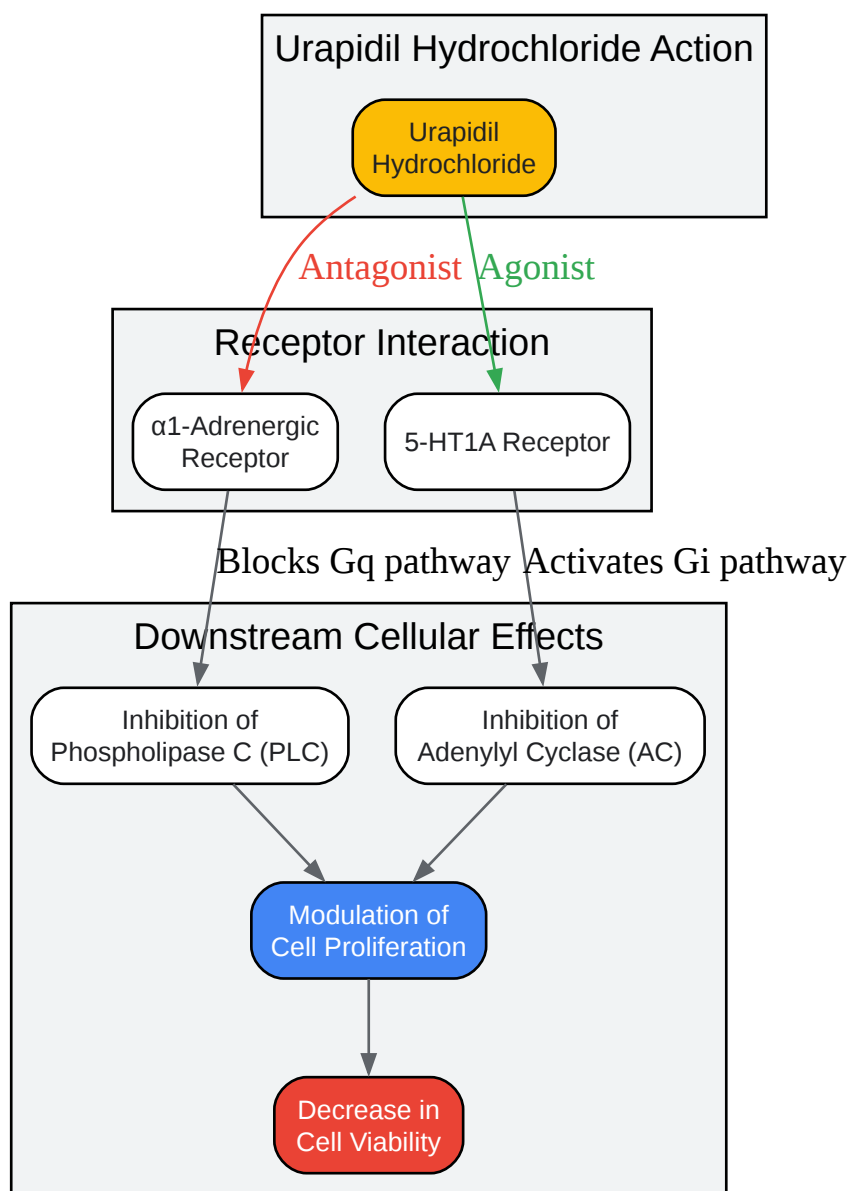 Urapidil Hydrochloride Action
Urapidil
Hydrochloride
Antagonist
Agonist
Receptor Interaction
α1-Adrenergic
Receptor
5-HT1A Receptor
Blocks Gq pathway
Activates Gi pathway
Downstream Cellular Effects
Inhibition of
Phospholipase C (PLC)
Inhibition of
Adenylyl Cyclase (AC)
Modulation of
Cell Proliferation
Decrease in
Cell Viability